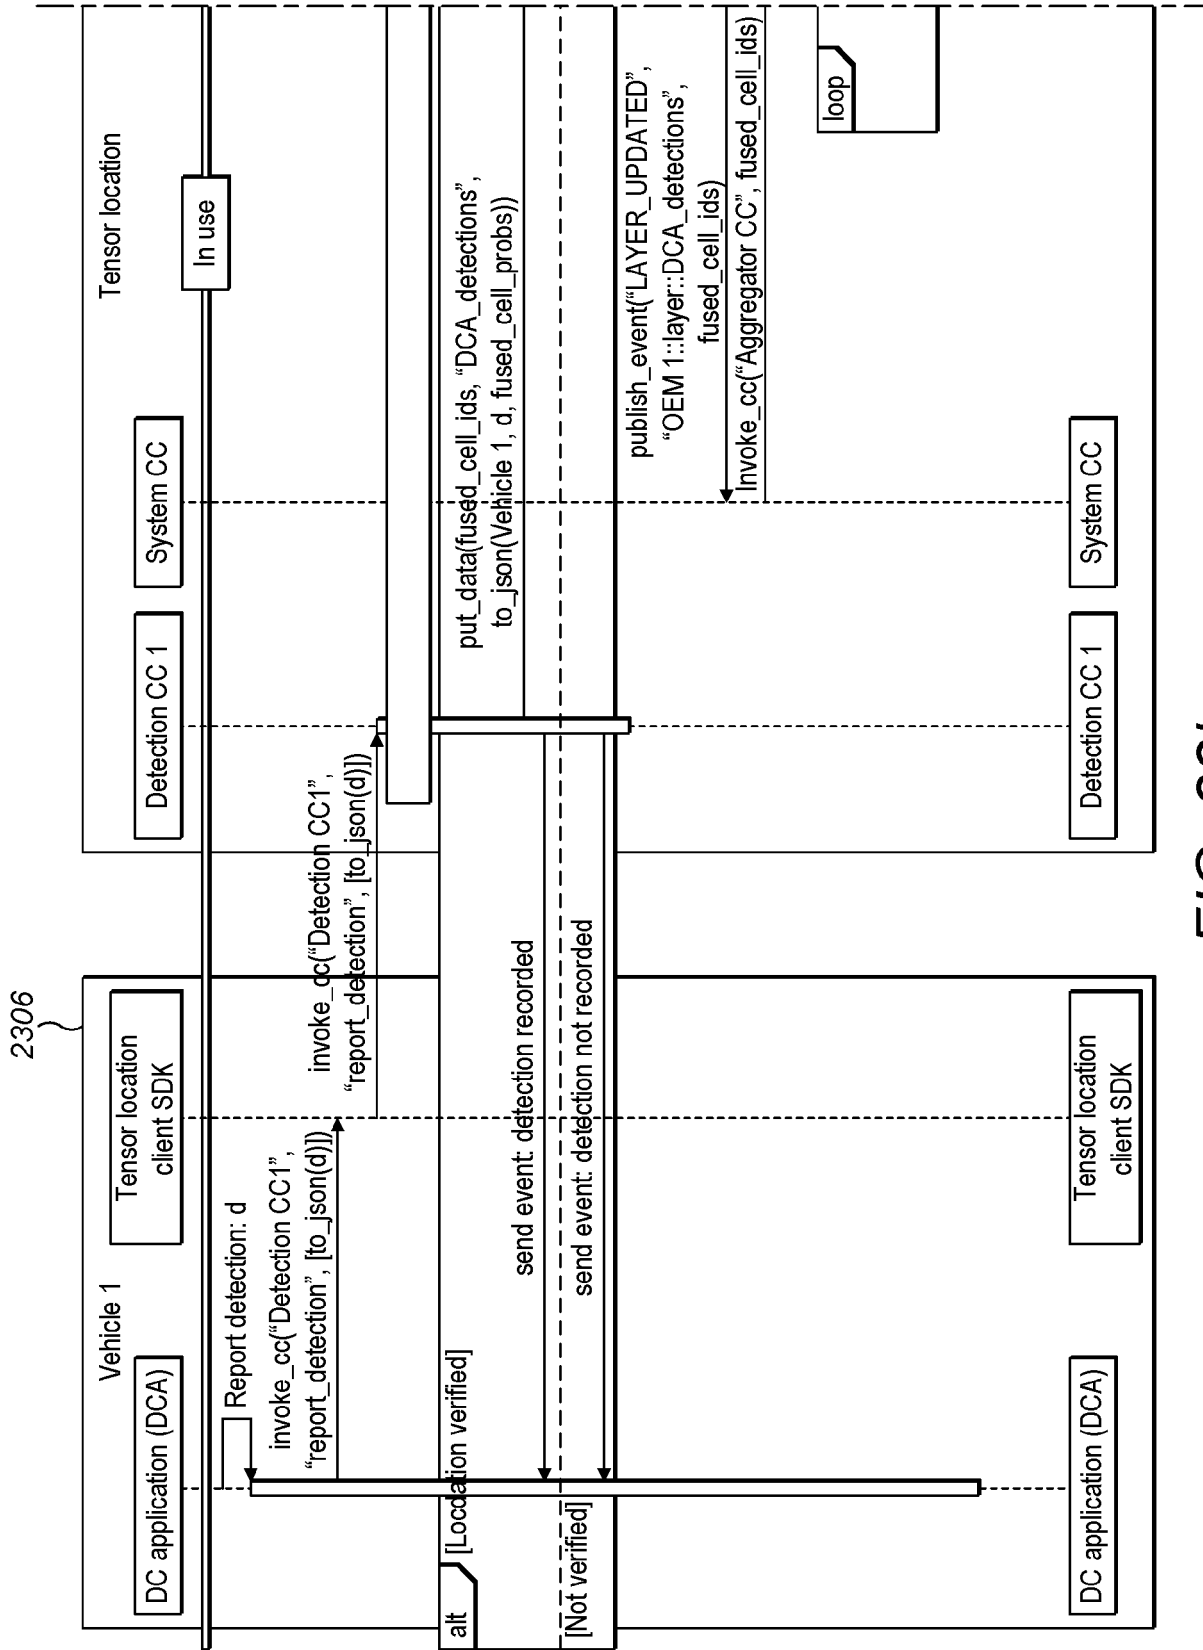 2306
Vehicle 1
Tensor location
DC application (DCA)
Tensor location
client SDK
Detection CC 1
System CC
In use
Report detection: d
invoke_cc("Detection CC1",
"report_detection", [to_json(d)])
invoke_cc("Detection CC1",
"report_detection", [to_json(d)])
alt
[Locdation verified]
put_data(fused_cell_ids, "DCA_detections",
to_json(Vehicle 1, d, fused_cell_probs))
send event: detection recorded
[Not verified]
send event: detection not recorded
publish_event("LAYER_UPDATED",
"OEM 1::layer::DCA_detections",
fused_cell_ids)
Invoke_cc("Aggregator CC", fused_cell_ids)
loop
DC application (DCA)
Tensor location
client SDK
Detection CC 1
System CC